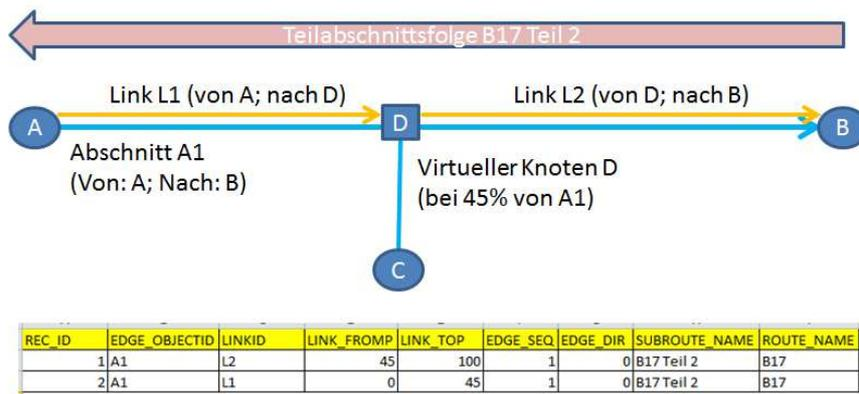 Teilabschnittsfolge B17 Teil 2
Link L1 (von A; nach D)
Link L2 (von D; nach B)
A
D
B
Abschnitt A1
(Von: A; Nach: B)
Virtueller Knoten D
(bei 45% von A1)
C
REC_ID EDGE_OBJECTID LINKID LINK_FROMP LINK_TOP EDGE_SEQ EDGE_DIR SUBROUTE_NAME ROUTE_NAME
1 A1 L2 45 100 1 0 B17 Teil 2 B17
2 A1 L1 0 45 1 0 B17 Teil 2 B17